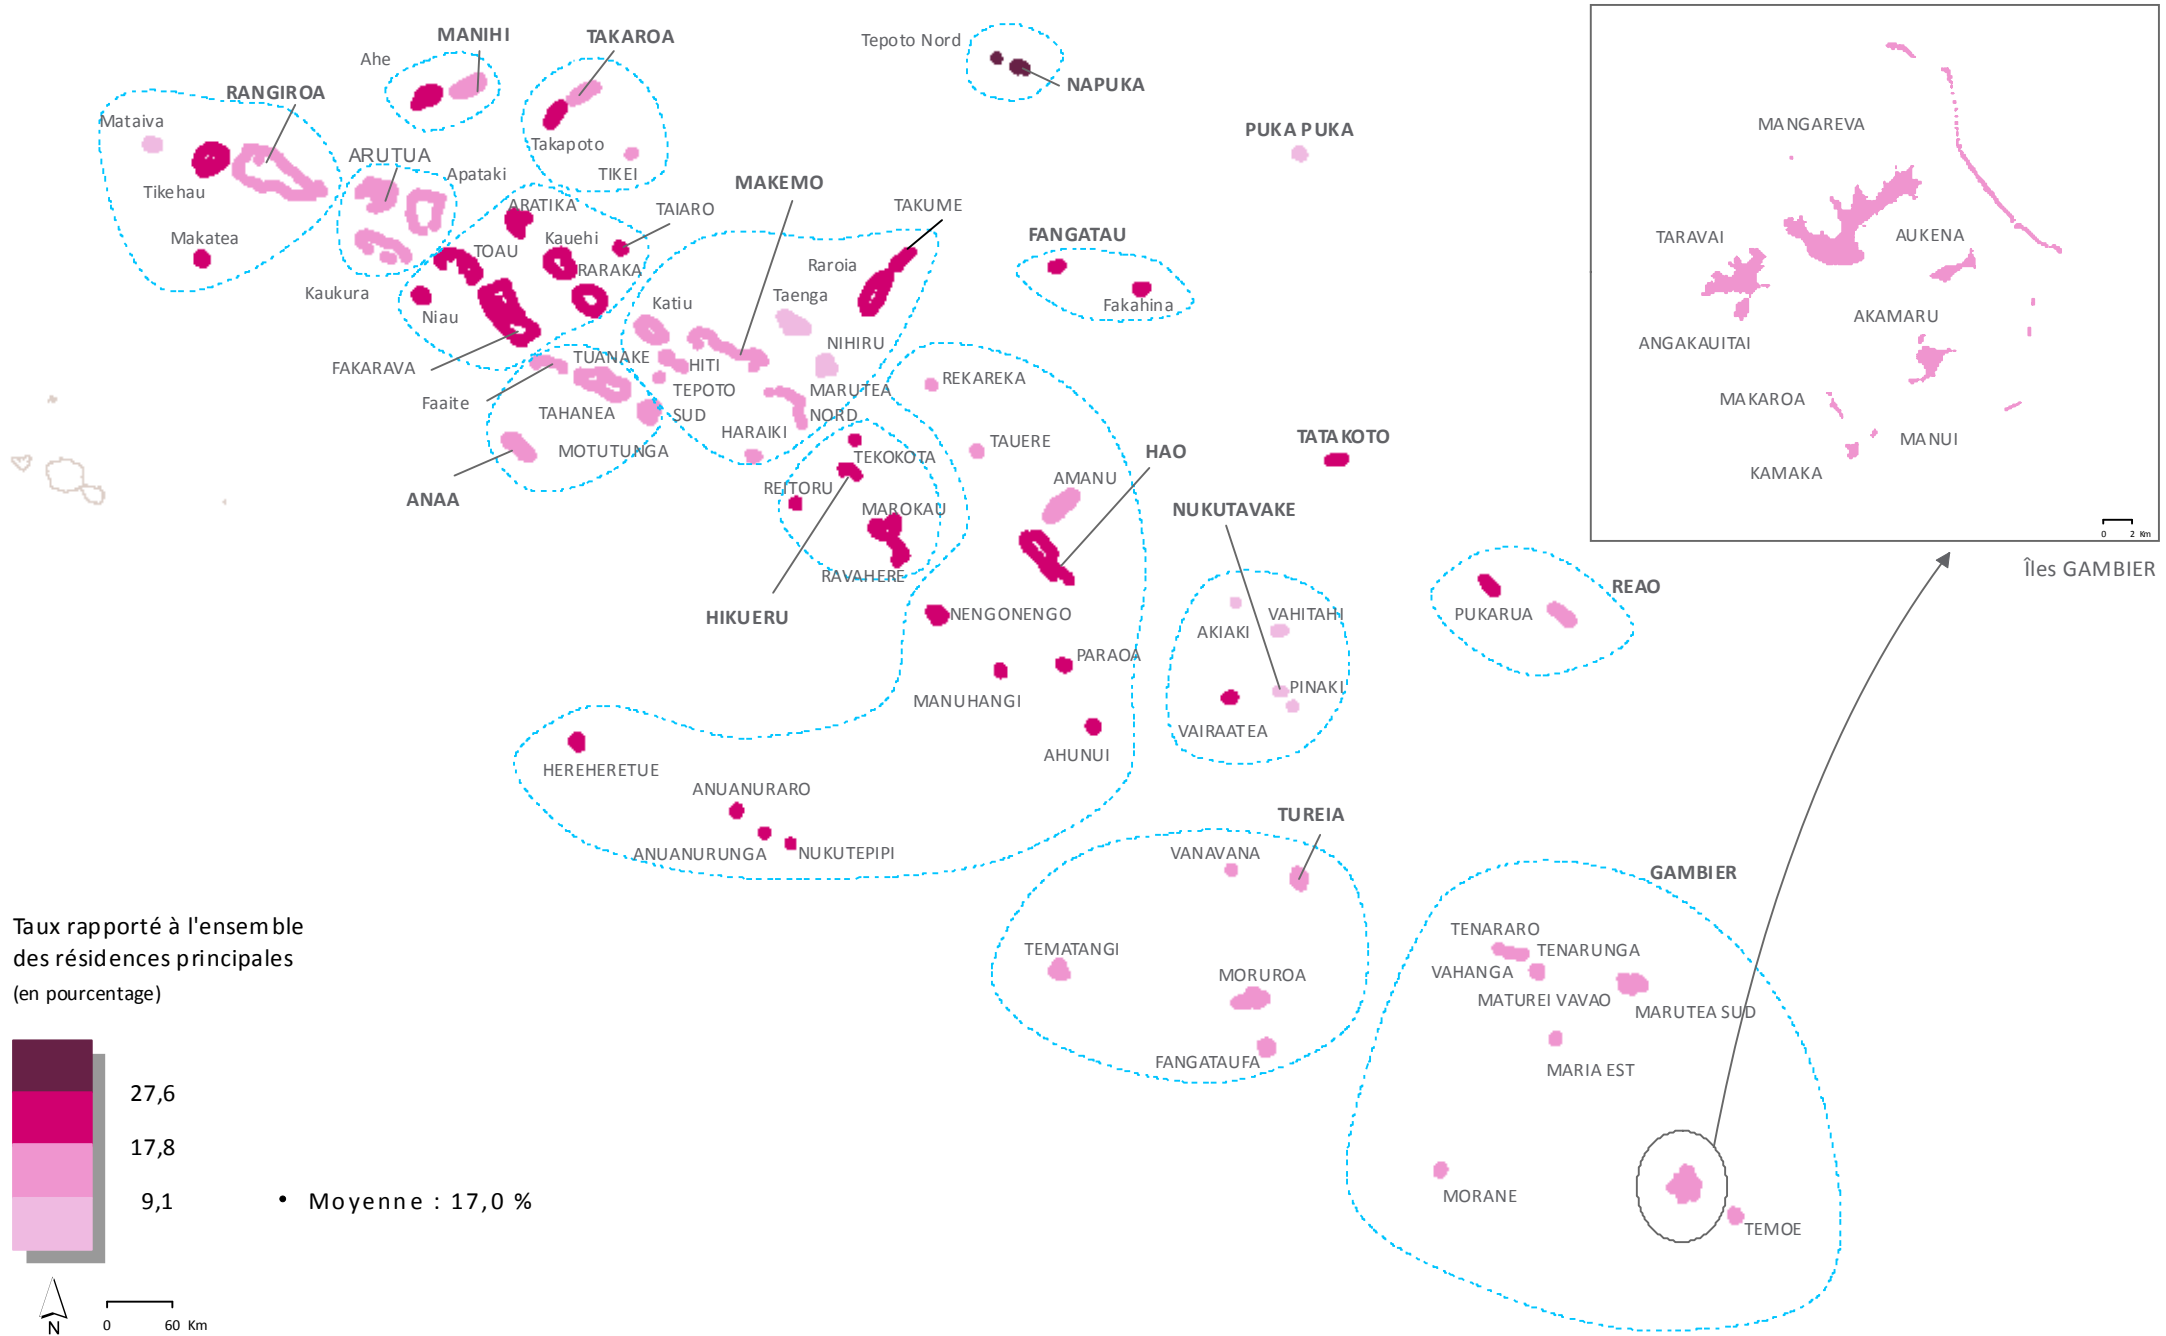 MANIHI
TAKAROA
Tepoto Nord
Ahe
NAPUKA
RANGIROA
Mataiva
PUKA PUKA
MANGAREVA
ARUTUA
Takapoto
Apataki
TIKEI
Tikehau
MAKEMO
ARATIKA
TAIARO
TAKUME
Makatea
TOAU
Kauehi
FANGATAU
TARAVAI
AUKENA
RARAKA
Raroia
Kaukura
Niau
Katiu
Taenga
Fakahina
AKAMARU
ANGAKAUITAI
FAKARAVA
TUANAKE
HITI
NIHIRU
Faaite
TEPOTO
SUD
MARUTEA
NORD
REKAREKA
TAHANEA
MAKAROA
HARAIKI
MOTUTUNGA
TAUERE
HAO
TATAKOTO
MANUI
TEKOKOTA
KAMAKA
ANAA
REITORU
AMANU
MAROKAU
NUKUTAVAKE
0 2 Km
RAVAHERE
Îles GAMBIER
HIKUERU
NENGONENGO
VAHITAHI
AKIAKI
PUKARUA
REAO
PARAOA
MANUHANGI
PINAKI
VAIRAATEA
AHUNUI
HEREHERETUE
ANUANURARO
ANUANURUNGA
NUKUTEPIPI
TUREIA
VANAVANA
GAMBIER
TEMATANGI
MORUROA
FANGATAUFA
TENARARO
TENARUNGA
VAHANGA
MATUREI VAVAO
MARUTEA SUD
MARIA EST
MORANE
TEMOE
Taux rapporté à l'ensemble
des résidences principales
(en pourcentage)
27,6
17,8
9,1
• Moyenne : 17,0 %
N
0 60 Km